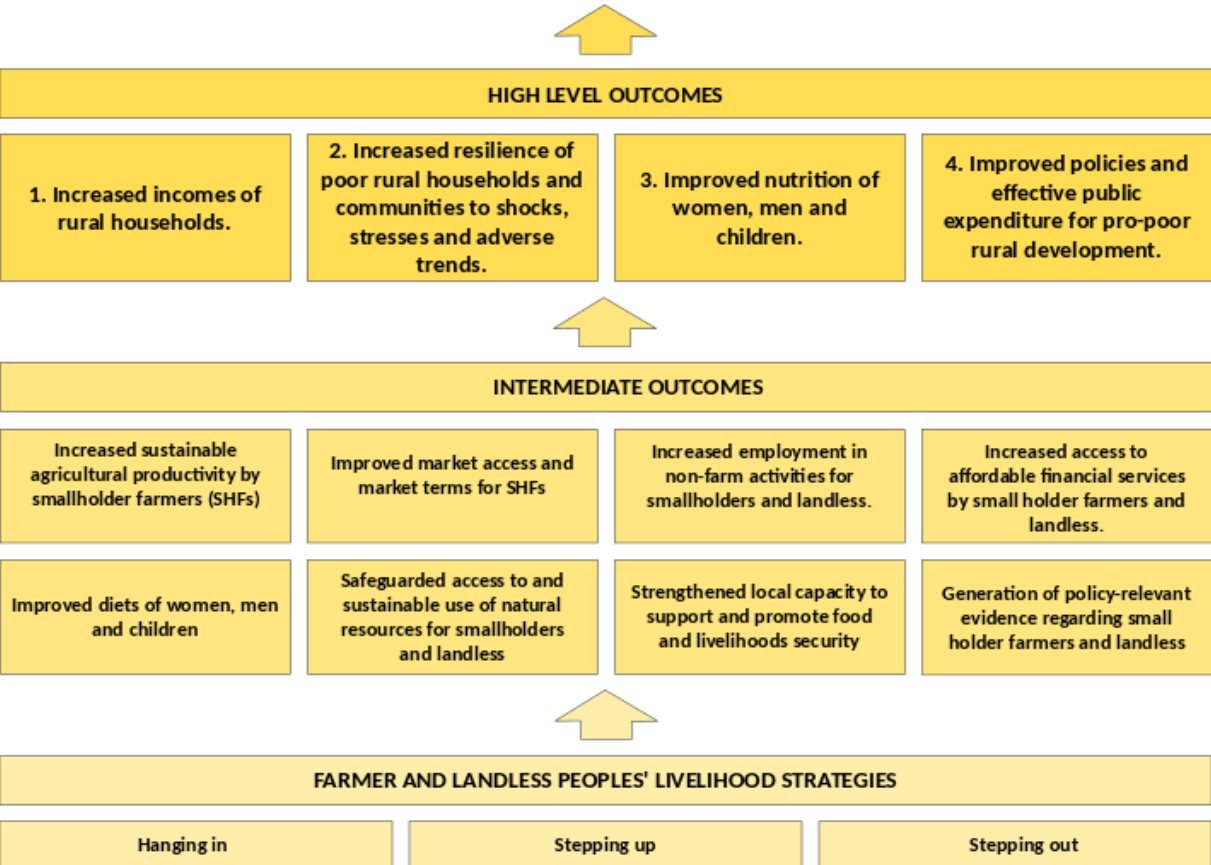 HIGH LEVEL OUTCOMES
1. Increased incomes of
rural households.
2. Increased resilience of
poor rural households and
communities to shocks,
stresses and adverse
trends.
3. Improved nutrition of
women, men and
children.
4. Improved policies and
effective public
expenditure for pro-poor
rural development.
INTERMEDIATE OUTCOMES
Increased sustainable
agricultural productivity by
smallholder farmers (SHFs)
Improved market access and
market terms for SHFs
Increased employment in
non-farm activities for
smallholders and landless.
Increased access to
affordable financial services
by small holder farmers and
landless.
Improved diets of women, men
and children
Safeguarded access to and
sustainable use of natural
resources for smallholders
and landless
Strengthened local capacity to
support and promote food
and livelihoods security
Generation of policy-relevant
evidence regarding small
holder farmers and landless
FARMER AND LANDLESS PEOPLES' LIVELIHOOD STRATEGIES
Hanging in
Stepping up
Stepping out